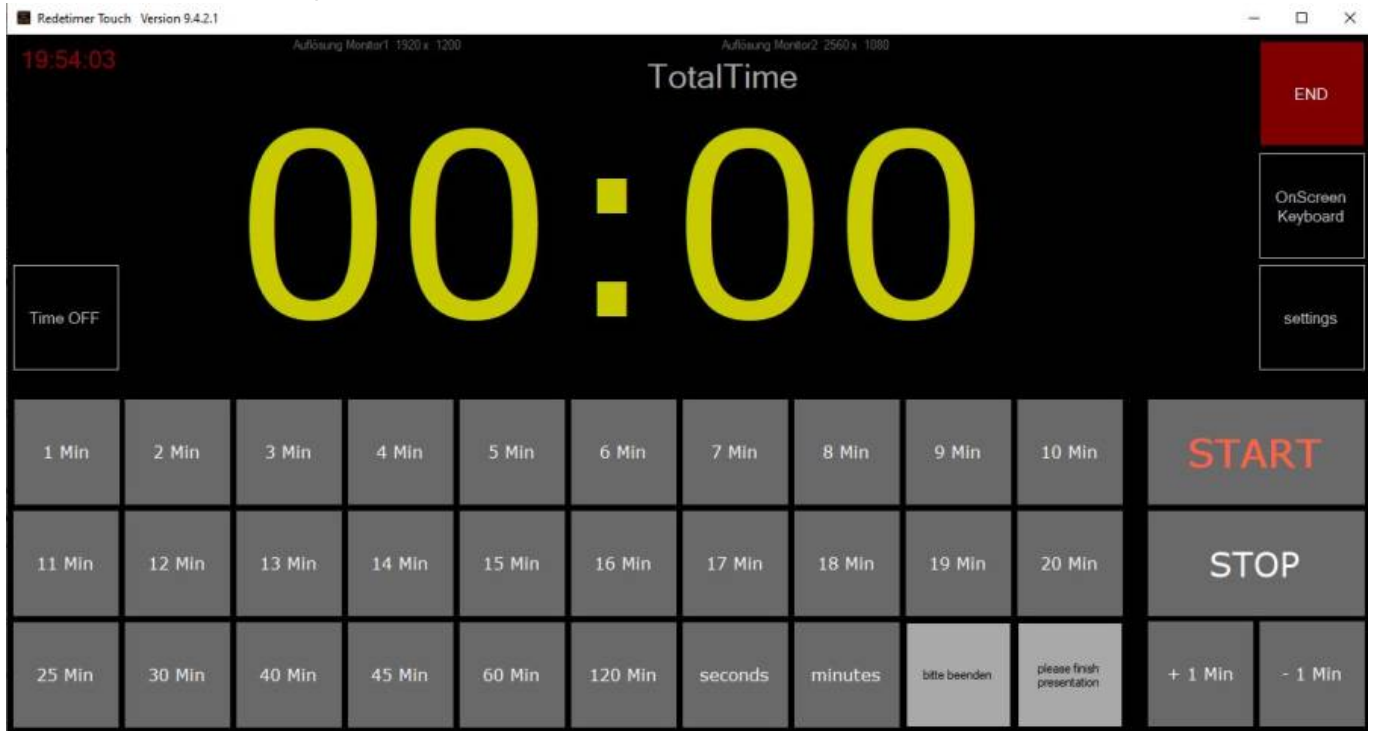 Redetimer Touch Version 9.4.2.1
19:54:03
Auflösung Monitor1 1920 x 1200
Auflösung Monitor2 2560 x 1080
TotalTime
END
00:00
OnScreen
Keyboard
Time OFF
settings
1 Min 2 Min 3 Min 4 Min 5 Min 6 Min 7 Min 8 Min 9 Min 10 Min START
11 Min 12 Min 13 Min 14 Min 15 Min 16 Min 17 Min 18 Min 19 Min 20 Min STOP
25 Min 30 Min 40 Min 45 Min 60 Min 120 Min seconds minutes bitte beenden
please finish
presentation
+ 1 Min - 1 Min